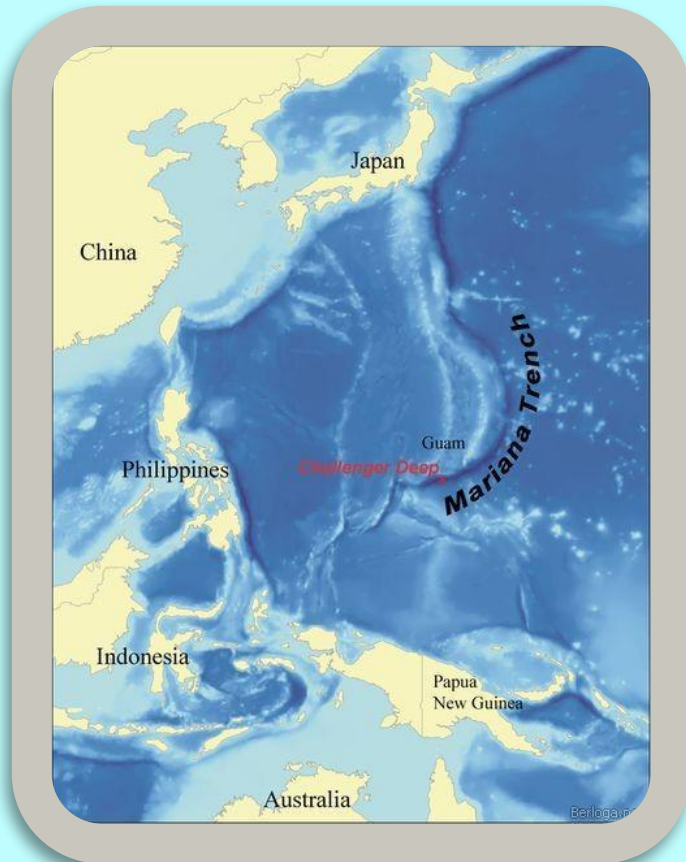 Japan
China
Mariana Trench
Guam
Challenger Deep
Philippines
Indonesia
Papua
New Guinea
Australia